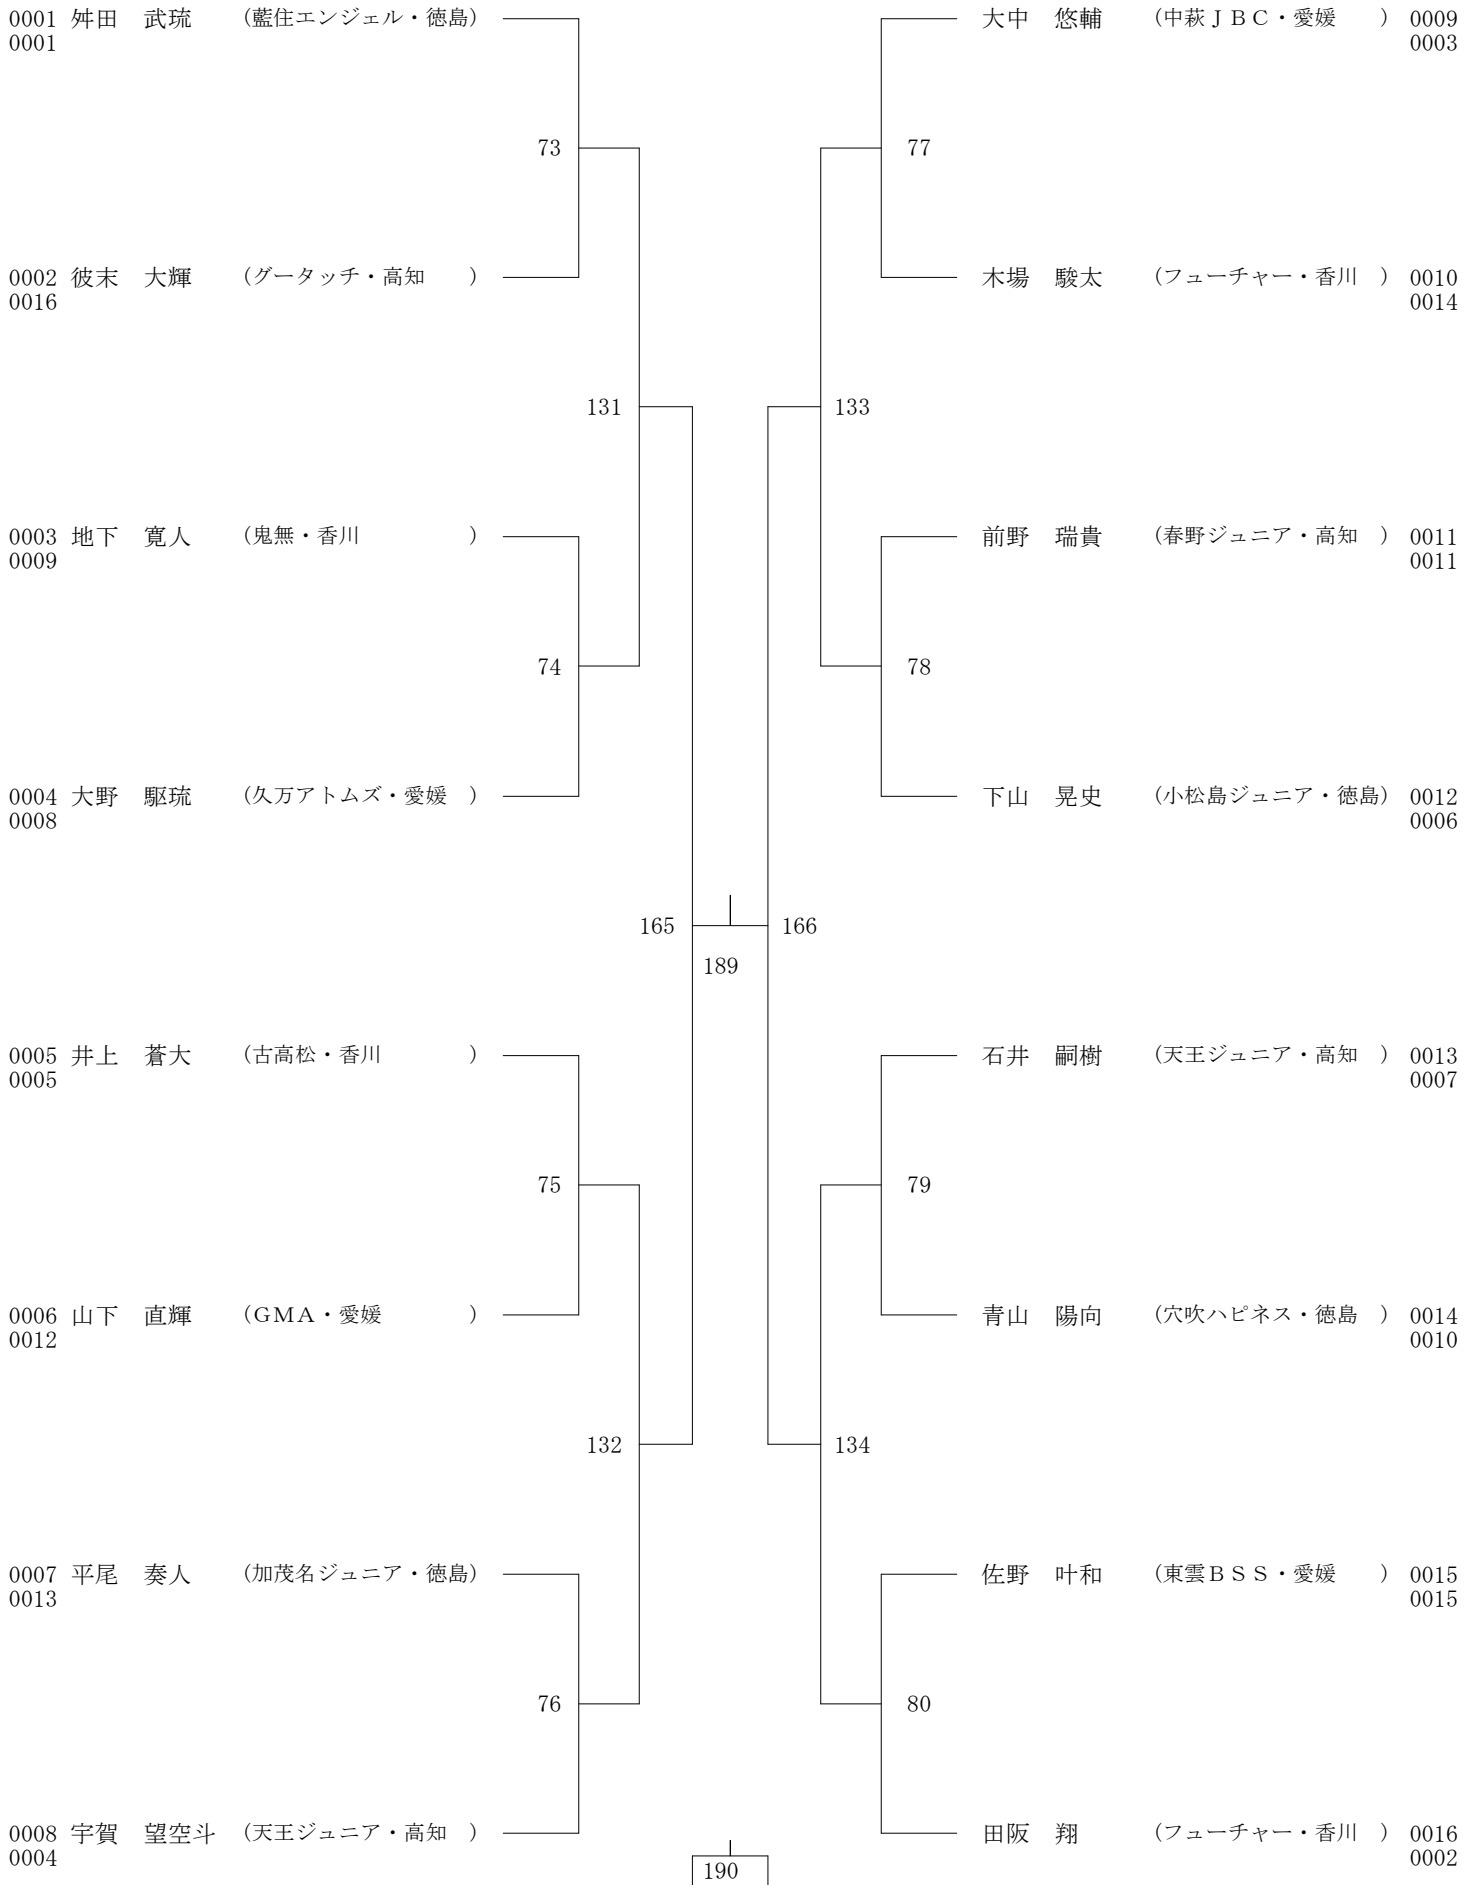 0001 舛田　武琉　（藍住エンジェル・徳島）
0001
大中　悠輔　（中萩ＪＢＣ・愛媛　　） 0009
0003
73
77
0002 彼末　大輝　（グータッチ・高知　　）
0016
木場　駿太　（フューチャー・香川　） 0010
0014
131
133
0003 地下　寛人　（鬼無・香川　　　　　）
0009
前野　瑞貴　（春野ジュニア・高知　） 0011
0011
74
78
0004 大野　駆琉　（久万アトムズ・愛媛　）
0008
下山　晃史　（小松島ジュニア・徳島） 0012
0006
165
166
189
0005 井上　蒼大　（古高松・香川　　　　）
0005
石井　嗣樹　（天王ジュニア・高知　） 0013
0007
75
79
0006 山下　直輝　（ＧＭＡ・愛媛　　　　）
0012
青山　陽向　（穴吹ハピネス・徳島　） 0014
0010
132
134
0007 平尾　奏人　（加茂名ジュニア・徳島）
0013
佐野　叶和　（東雲ＢＳＳ・愛媛　　） 0015
0015
76
80
0008 宇賀　望空斗　（天王ジュニア・高知　）
0004
田阪　翔　（フューチャー・香川　） 0016
0002
190